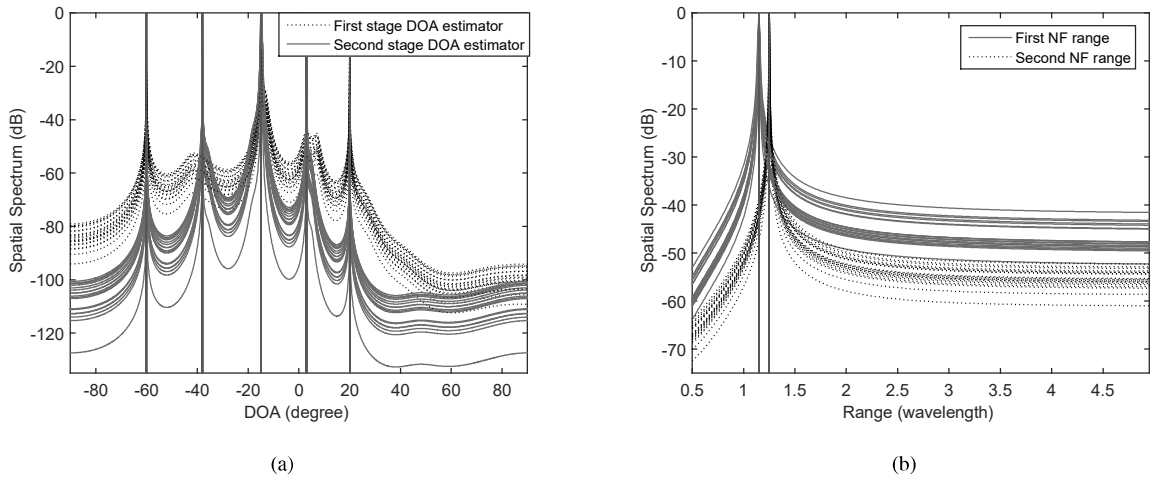 First stage DOA estimator
Second stage DOA estimator
Spatial Spectrum (dB)
0
-20
-40
-60
-80
-100
-120
-80 -60 -40 -20 0 20 40 60 80
DOA (degree)
(a)
First NF range
Second NF range
Spatial Spectrum (dB)
0
-10
-20
-30
-40
-50
-60
-70
0.5 1 1.5 2 2.5 3 3.5 4 4.5
Range (wavelength)
(b)